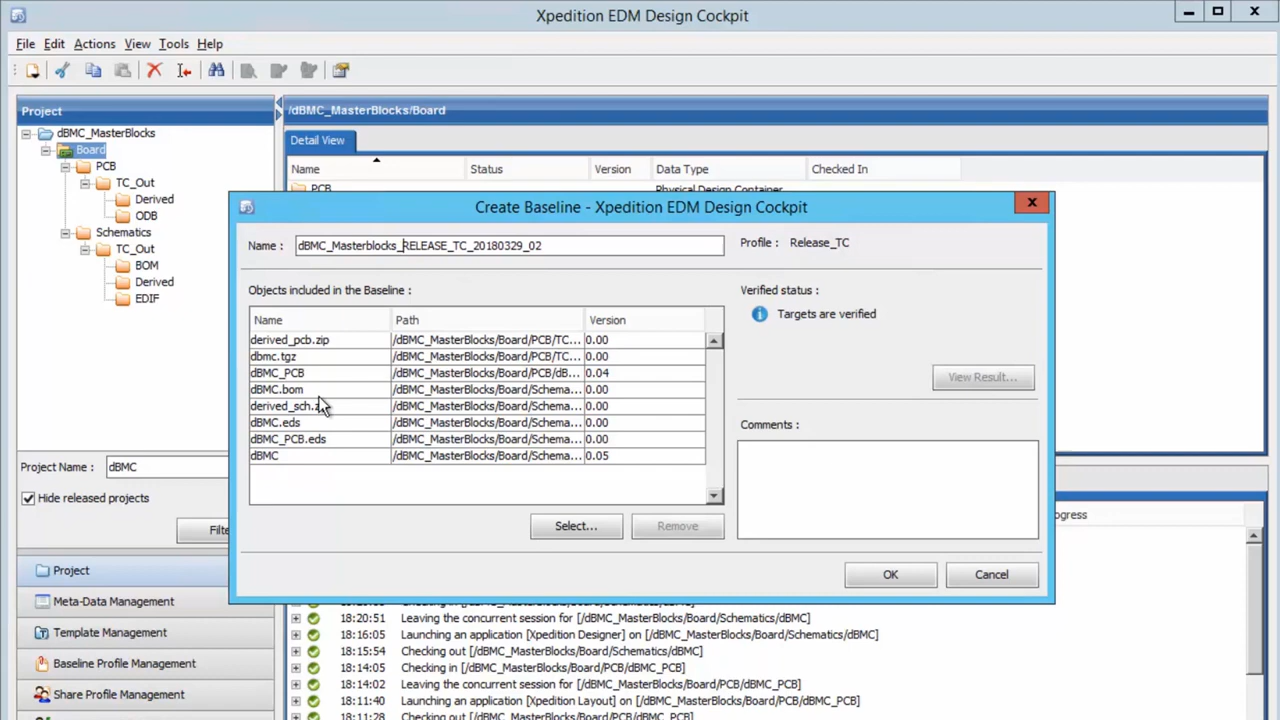 Xpedition EDM Design Cockpit
File Edit Actions View Tools Help
Project
/dBMC_MasterBlocks/Board
dBMC_MasterBlocks
Board
PCB
TC_Out
Derived
ODB
Schematics
TC_Out
BOM
Derived
EDIF
Detail View
Name Status Version Data Type Checked In
PCB Physical Design Container
Create Baseline - Xpedition EDM Design Cockpit
Name : dBMC_Masterblocks_RELEASE_TC_20180329_02
Profile : Release_TC
Objects included in the Baseline :
Name Path Version
derived_pcb.zip /dBMC_MasterBlocks/Board/PCB/TC... 0.00
dbmc.tgz /dBMC_MasterBlocks/Board/PCB/TC... 0.00
dBMC_PCB /dBMC_MasterBlocks/Board/PCB/dB... 0.04
dBMC.bom /dBMC_MasterBlocks/Board/Schema... 0.00
derived_sch.z /dBMC_MasterBlocks/Board/Schema... 0.00
dBMC.eds /dBMC_MasterBlocks/Board/Schema... 0.00
dBMC_PCB.eds /dBMC_MasterBlocks/Board/Schema... 0.00
dBMC /dBMC_MasterBlocks/Board/Schema... 0.05
Select... Remove
Verified status :
Targets are verified
View Result...
Comments :
OK Cancel
Project Name : dBMC
Hide released projects
Filte
Project
Meta-Data Management
Template Management
Baseline Profile Management
Share Profile Management
ogress
18:20:51 Leaving the concurrent session for [/dBMC_MasterBlocks/Board/Schematics/dBMC]
18:16:05 Launching an application [Xpedition Designer] on [/dBMC_MasterBlocks/Board/Schematics/dBMC]
18:15:54 Checking out [/dBMC_MasterBlocks/Board/Schematics/dBMC]
18:14:05 Checking in [/dBMC_MasterBlocks/Board/PCB/dBMC_PCB]
18:14:02 Leaving the concurrent session for [/dBMC_MasterBlocks/Board/PCB/dBMC_PCB]
18:11:40 Launching an application [Xpedition Layout] on [/dBMC_MasterBlocks/Board/PCB/dBMC_PCB]
18:11:28 Checking out [/dBMC_MasterBlocks/Board/PCB/dBMC_PCB]